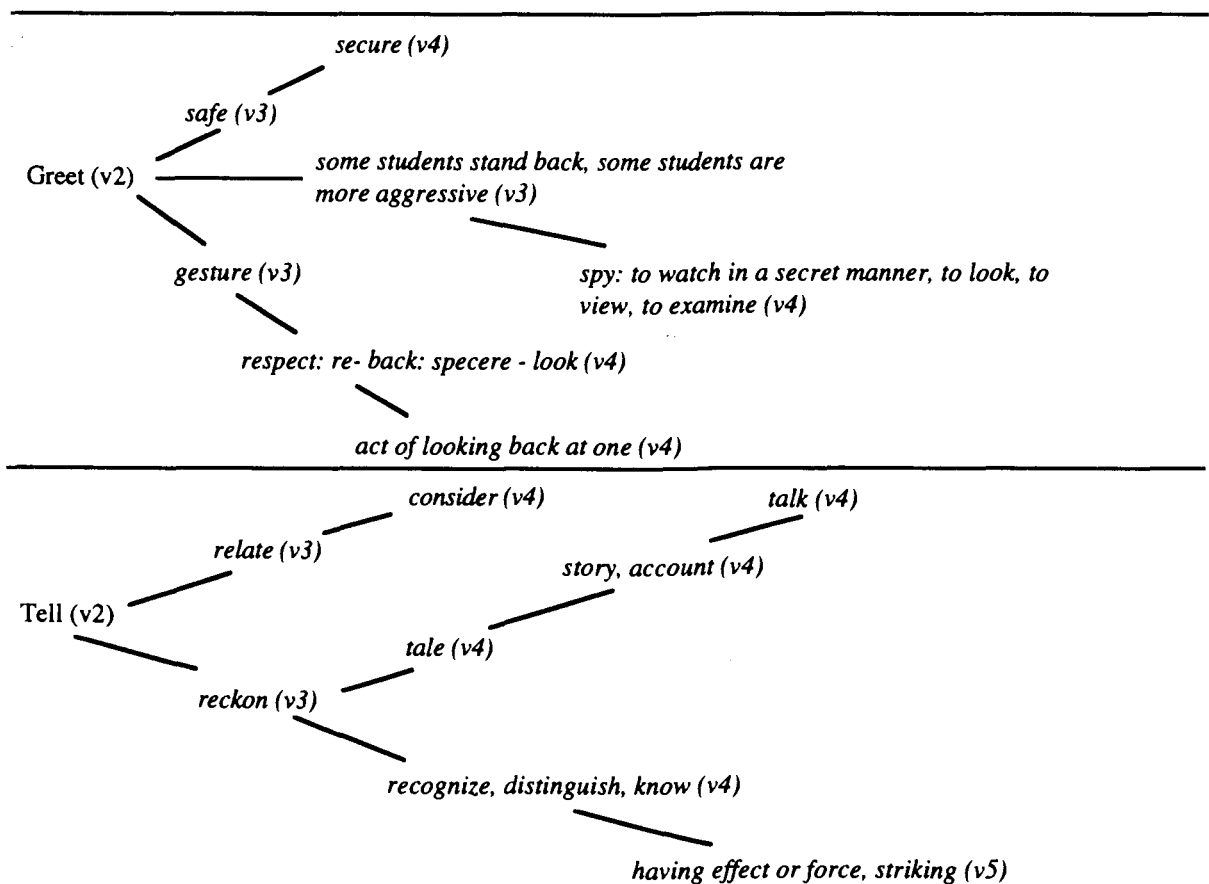 secure (v4)
safe (v3)
Greet (v2)
some students stand back, some students are
more aggressive (v3)
gesture (v3)
spy: to watch in a secret manner, to look, to
view, to examine (v4)
respect: re- back: specere - look (v4)
act of looking back at one (v4)
consider (v4)
talk (v4)
relate (v3)
story, account (v4)
Tell (v2)
tale (v4)
reckon (v3)
recognize, distinguish, know (v4)
having effect or force, striking (v5)